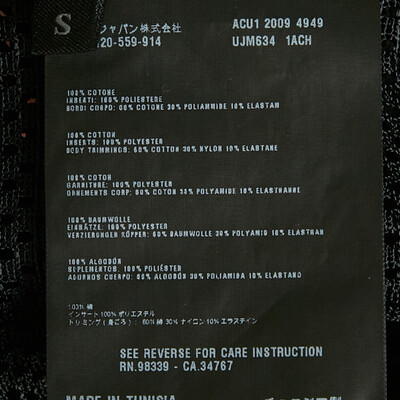 S
ャパン株式会社
ACU1 2009 4949
20-559-914
UJM634 1ACH
100% COTONE
INSERTI: 100% POLIESTERE
BORDI CORPO: 60% COTONE 30% POLIAMMIDE 10% ELASTAN
100% COTTON
INSERTS: 100% POLYESTER
BODY TRIMMINGS: 60% COTTON 30% NYLON 10% ELASTANE
100% COTON
GARNITURE: 100% POLYESTER
ORNEMENTS CORP: 60% COTON 30% POLYAMIDE 10% ELASTHANNE
100% BAUMWOLLE
EINSÄTZE: 100% POLYESTER
VERZIERUNGEN KÖPPER: 60% BAUMWOLLE 30% POLYAMID 10% ELASTHAN
100% ALGODÓN
SUPLEMENTOS: 100% POLIÉSTER
ADORNOS CUERPO: 60% ALGODÓN 30% POLIAMIDA 10% ELASTANO
100% 綿
インサート 100% ポリエステル
トリミング (身ごろ) : 60% 綿 30% ナイロン 10% エラステイン
SEE REVERSE FOR CARE INSTRUCTION
RN.98339 - CA.34767
MADE IN TUNISIA